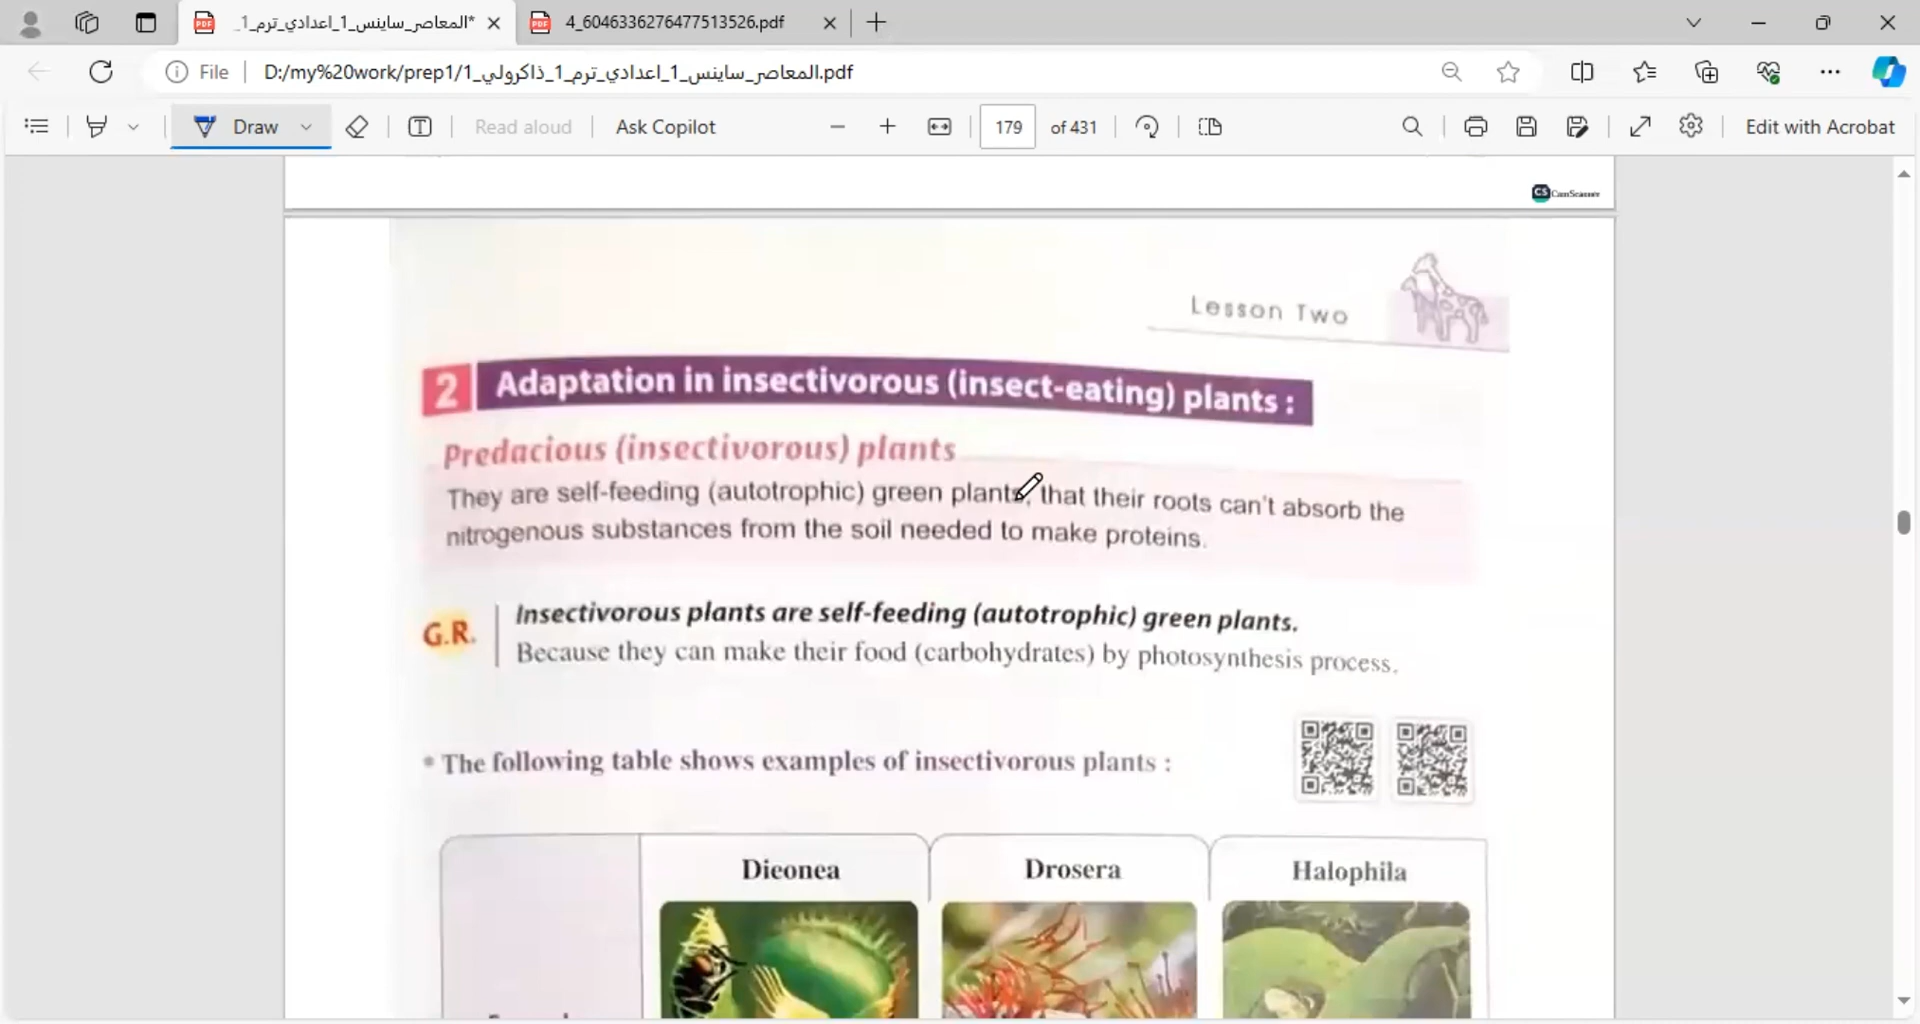 المعاصر_ساينس_1_اعدادي_ترم_1_*
4_6046336276477513526.pdf
File
D:/my%20work/prep1/المعاصر_ساينس_1_اعدادي_ترم_1_ذاكرولي_1.pdf
Draw
Read aloud
Ask Copilot
179
of 431
Edit with Acrobat
CS CamScanner
Lesson Two
2 Adaptation in insectivorous (insect-eating) plants :
Predacious (insectivorous) plants
They are self-feeding (autotrophic) green plants, that their roots can't absorb the
nitrogenous substances from the soil needed to make proteins.
G.R.
Insectivorous plants are self-feeding (autotrophic) green plants.
Because they can make their food (carbohydrates) by photosynthesis process.
• The following table shows examples of insectivorous plants :
Dieonea
Drosera
Halophila